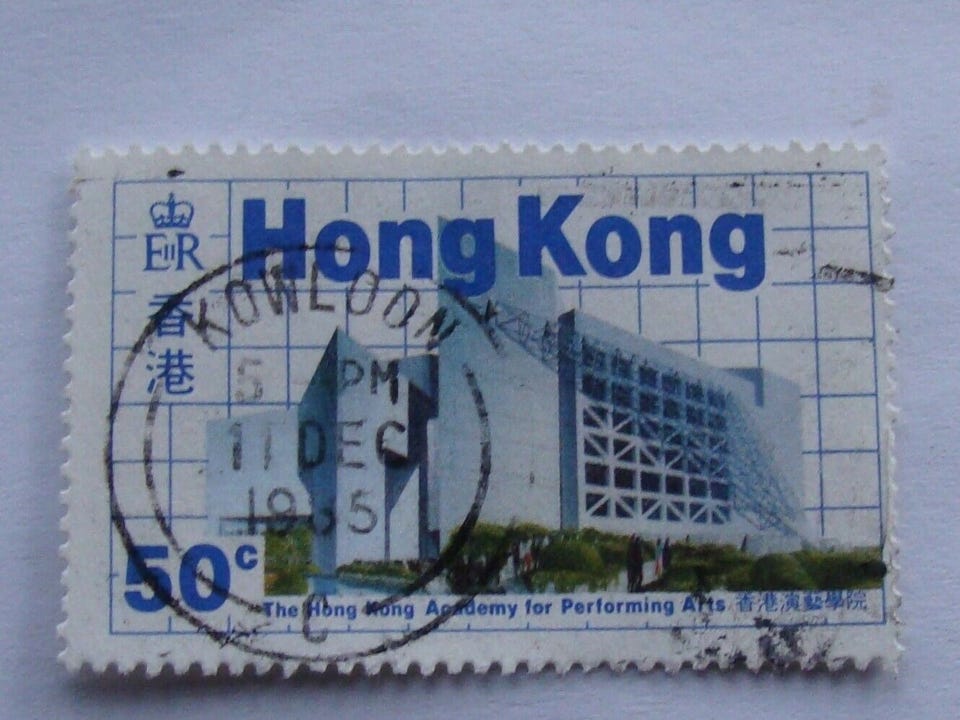 Hong Kong
EIIR
香
港
KOWLOON
5 PM
11 DEC
1985
50c
The Hong Kong Academy for Performing Arts 香港演藝學院
C